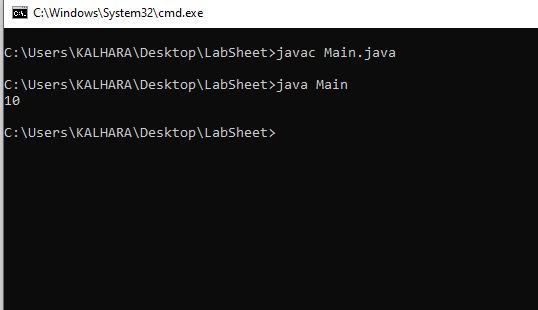 C:\Windows\System32\cmd.exe
C:\Users\KALHARA\Desktop\LabSheet>javac Main.java
C:\Users\KALHARA\Desktop\LabSheet>java Main
10
C:\Users\KALHARA\Desktop\LabSheet>